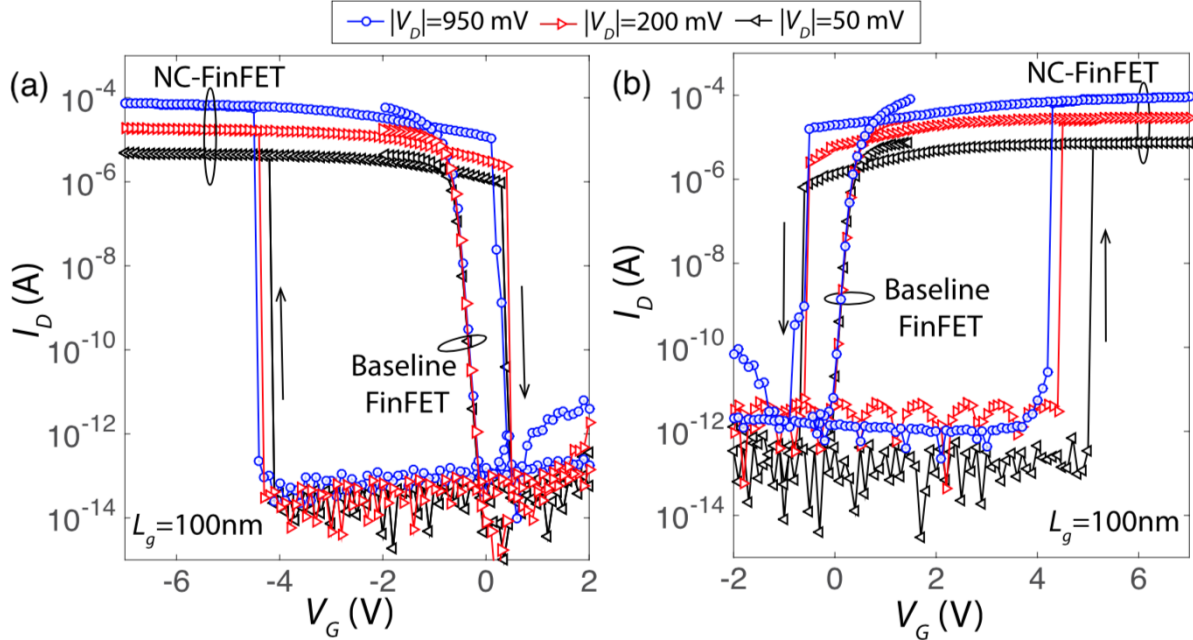 |V_D|=950 mV |V_D|=200 mV |V_D|=50 mV
(a)
NC-FinFET
Baseline
FinFET
L_g=100nm
10^-4
10^-6
10^-8
10^-10
10^-12
10^-14
I_D (A)
-6 -4 -2 0 2
V_G (V)
(b)
NC-FinFET
Baseline
FinFET
L_g=100nm
10^-4
10^-6
10^-8
10^-10
10^-12
10^-14
I_D (A)
-2 0 2 4 6
V_G (V)